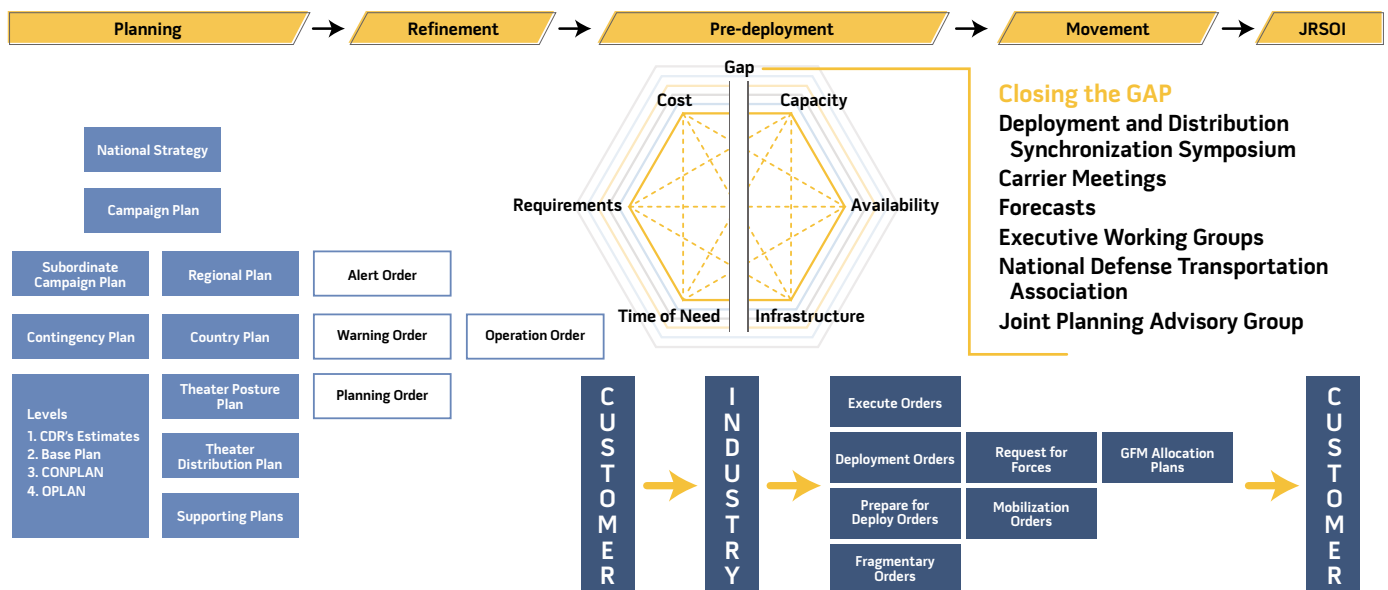 Planning
Refinement
Pre-deployment
Movement
JRSOI
National Strategy
Campaign Plan
Subordinate
Campaign Plan
Regional Plan
Alert Order
Contingency Plan
Country Plan
Warning Order
Operation Order
Levels
1. CDR's Estimates
2. Base Plan
3. CONPLAN
4. OPLAN
Theater Posture
Plan
Planning Order
Theater
Distribution Plan
Supporting Plans
Gap
Cost
Capacity
Requirements
Availability
Time of Need
Infrastructure
Closing the GAP
Deployment and Distribution
Synchronization Symposium
Carrier Meetings
Forecasts
Executive Working Groups
National Defense Transportation
Association
Joint Planning Advisory Group
CUSTOMER
INDUSTRY
Execute Orders
Deployment Orders
Request for
Forces
GFM Allocation
Plans
Prepare for
Deploy Orders
Mobilization
Orders
Fragmentary
Orders
CUSTOMER